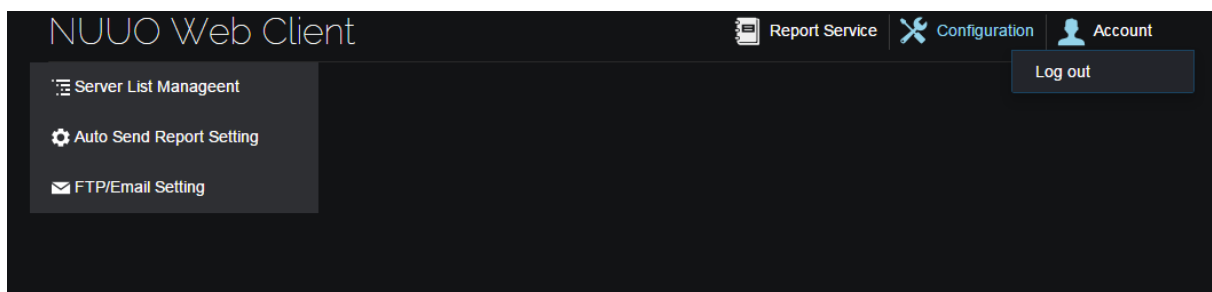 NUUO Web Client
Report Service
Configuration
Account
Log out
Server List Manageent
Auto Send Report Setting
FTP/Email Setting